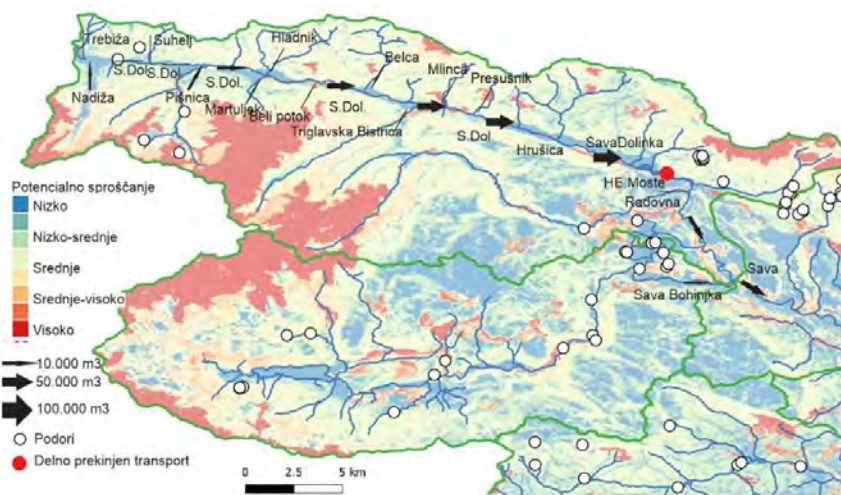 Trebiža
Suhelj
Hladnik
Belca
Mlinca
Presušnik
S.Dol
S.Dol
S.Dol
Nadiža
Pišnica
Martuljek
Beli potok
S.Dol.
Triglavska Bistrica
S.Dol
Hrušica
SavaDolinka
HE Moste
Radovna
Sava
Sava Bohinjka
Potencialno sproščanje
Nizko
Nizko-srednje
Srednje
Srednje-visoko
Visoko
10.000 m3
50.000 m3
100.000 m3
Podori
Delno prekinjen transport
0 2.5 5 km